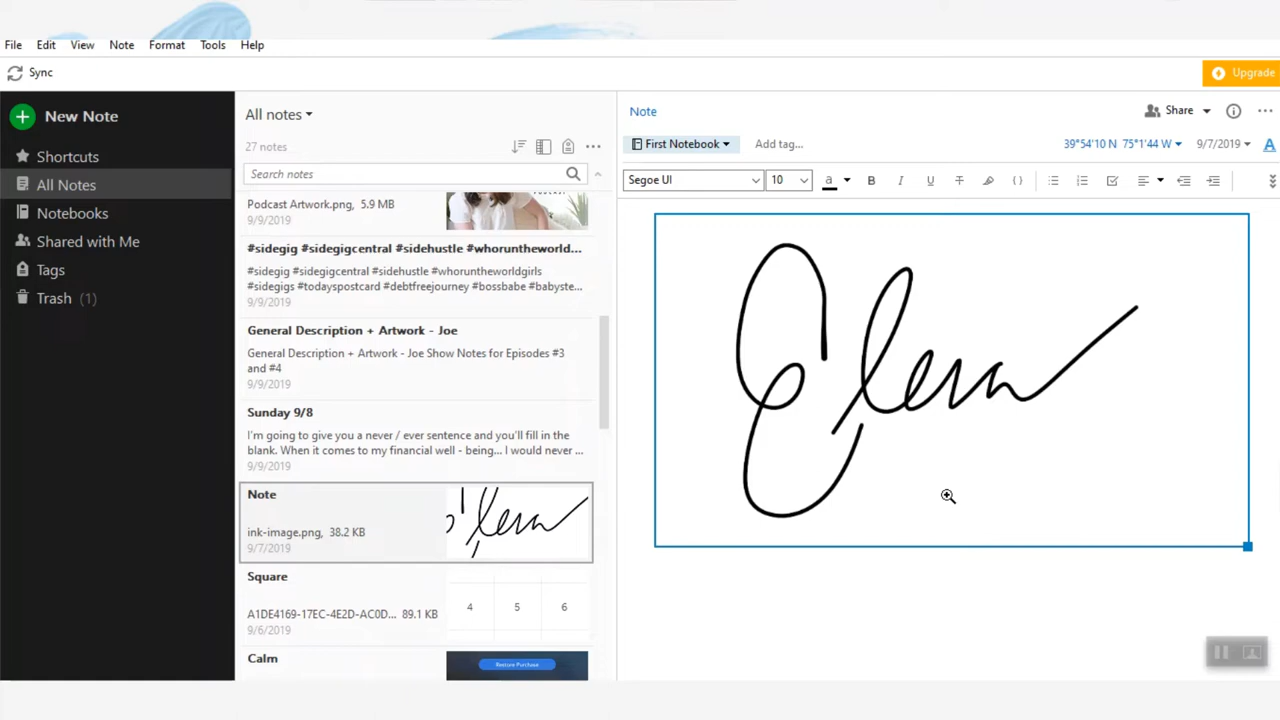 File Edit View Note Format Tools Help
Sync
Upgrade
New Note
Shortcuts
All Notes
Notebooks
Shared with Me
Tags
Trash (1)
All notes
27 notes
Search notes
Podcast Artwork.png, 5.9 MB
9/9/2019
#sidegig #sidegigcentral #sidehustle #whoruntheworld...
#sidegig #sidegigcentral #sidehustle #whoruntheworldgirls
#sidegigs #todayspostcard #debtfreejourney #bossbabe #babyste...
9/9/2019
General Description + Artwork - Joe
General Description + Artwork - Joe Show Notes for Episodes #3
and #4
9/9/2019
Sunday 9/8
I'm going to give you a never / ever sentence and you'll fill in the
blank. When it comes to my financial well - being... I would never ...
9/9/2019
Note
ink-image.png, 38.2 KB
9/7/2019
Square
A1DE4169-17EC-4E2D-AC0D... 89.1 KB
9/6/2019
4 5 6
Calm
Restore Purchase
Note
Share
First Notebook Add tag...
39°54'10 N 75°1'44 W 9/7/2019
Segoe UI 10
Elena